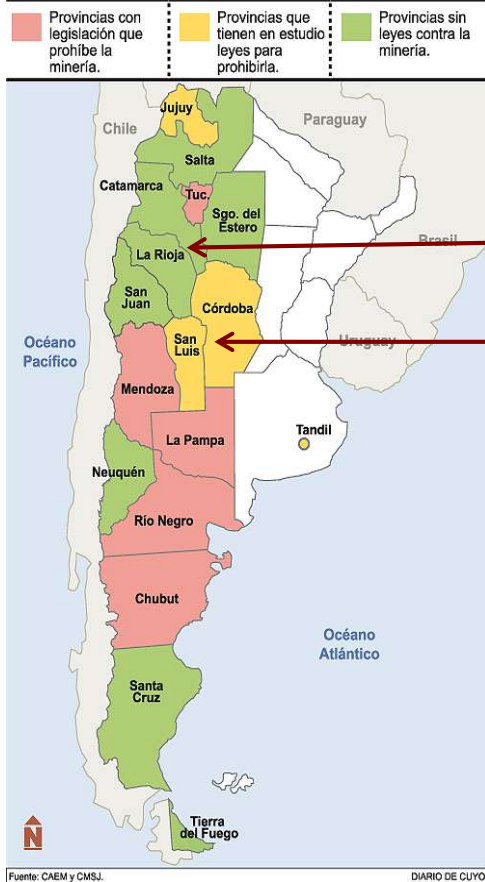 Provincias con
legislación que
prohíbe la
minería.
Provincias que
tienen en estudio
leyes para
prohibirla.
Provincias sin
leyes contra la
minería.
Jujuy
Paraguay
Chile
Salta
Catamarca
Tuc.
Sgo. del
Estero
Brasil
La Rioja
San
Juan
Córdoba
Océano
Pacífico
San
Luis
Uruguay
Mendoza
Tandil
La Pampa
Neuquén
Río Negro
Chubut
Océano
Atlántico
Santa
Cruz
Tierra
del Fuego
N
Fuente: CAEM y CMSJ.
DIARIO DE CUYO